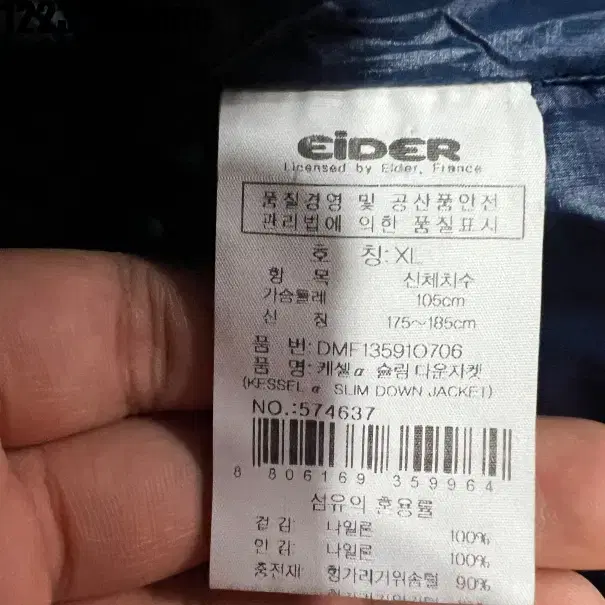 EiDER
Licensed by Eider, France
품질경영 및 공산품안전
관리법에 의한 품질표시
호 칭: XL
항 목 신체치수
가슴둘레 105cm
신 장 175~185cm
품 번: DMF13591O706
품 명: 케셀α 슬림 다운자켓
(KESSEL α SLIM DOWN JACKET)
NO.:574637
8 806169 359964
섬유의 혼용률
겉 감: 나일론 100%
안 감: 나일론 100%
충전재: 헝가리거위솜털 90%